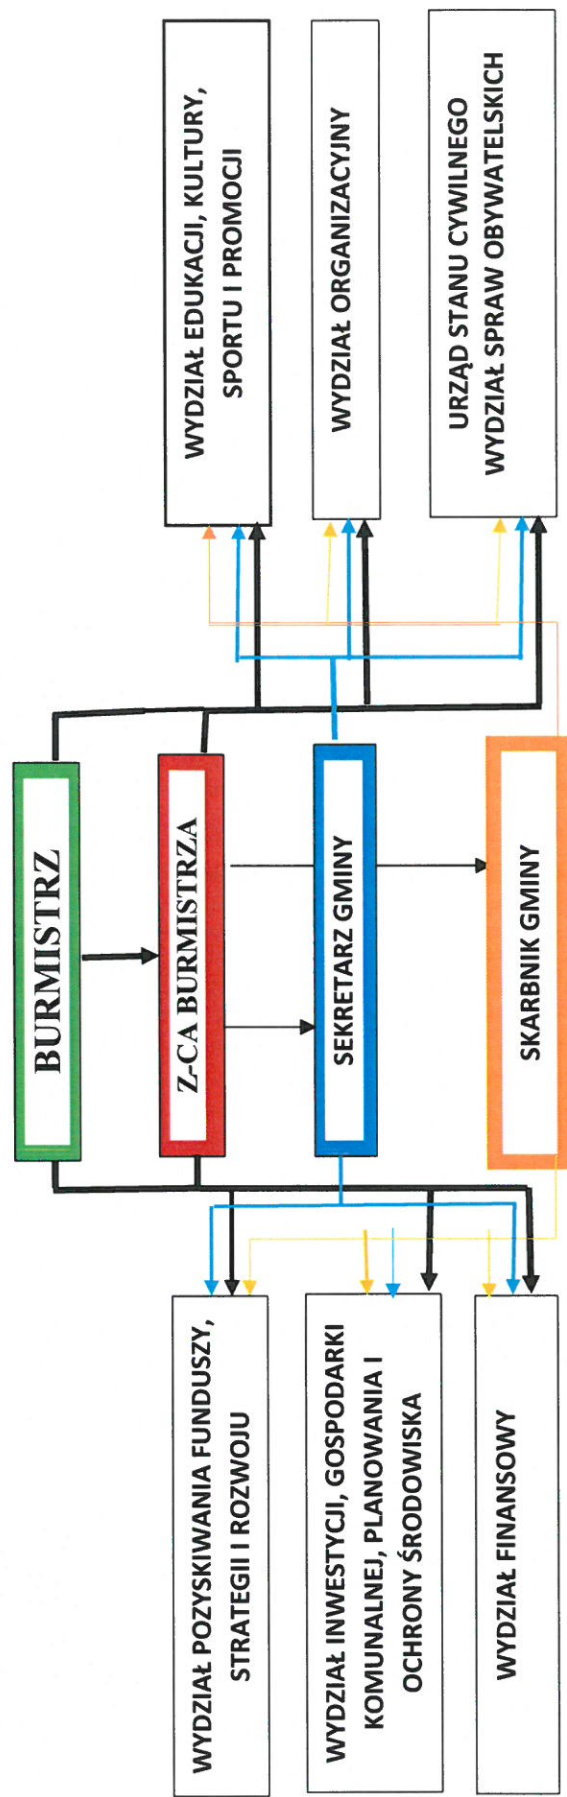 BURMISTRZ
Z-CA BURMISTRZA
SEKRETARZ GMINY
SKARBNIK GMINY
WYDZIAŁ POZYSKIWANIA FUNDUSZY,
STRATEGII I ROZWOJU
WYDZIAŁ INWESTYCJI, GOSPODARKI
KOMUNALNEJ, PLANOWANIA I
OCHRONY ŚRODOWISKA
WYDZIAŁ FINANSOWY
WYDZIAŁ EDUKACJI, KULTURY,
SPORTU I PROMOCJI
WYDZIAŁ ORGANIZACYJNY
URZĄD STANU CYWILNEGO
WYDZIAŁ SPRAW OBYWATELSKICH